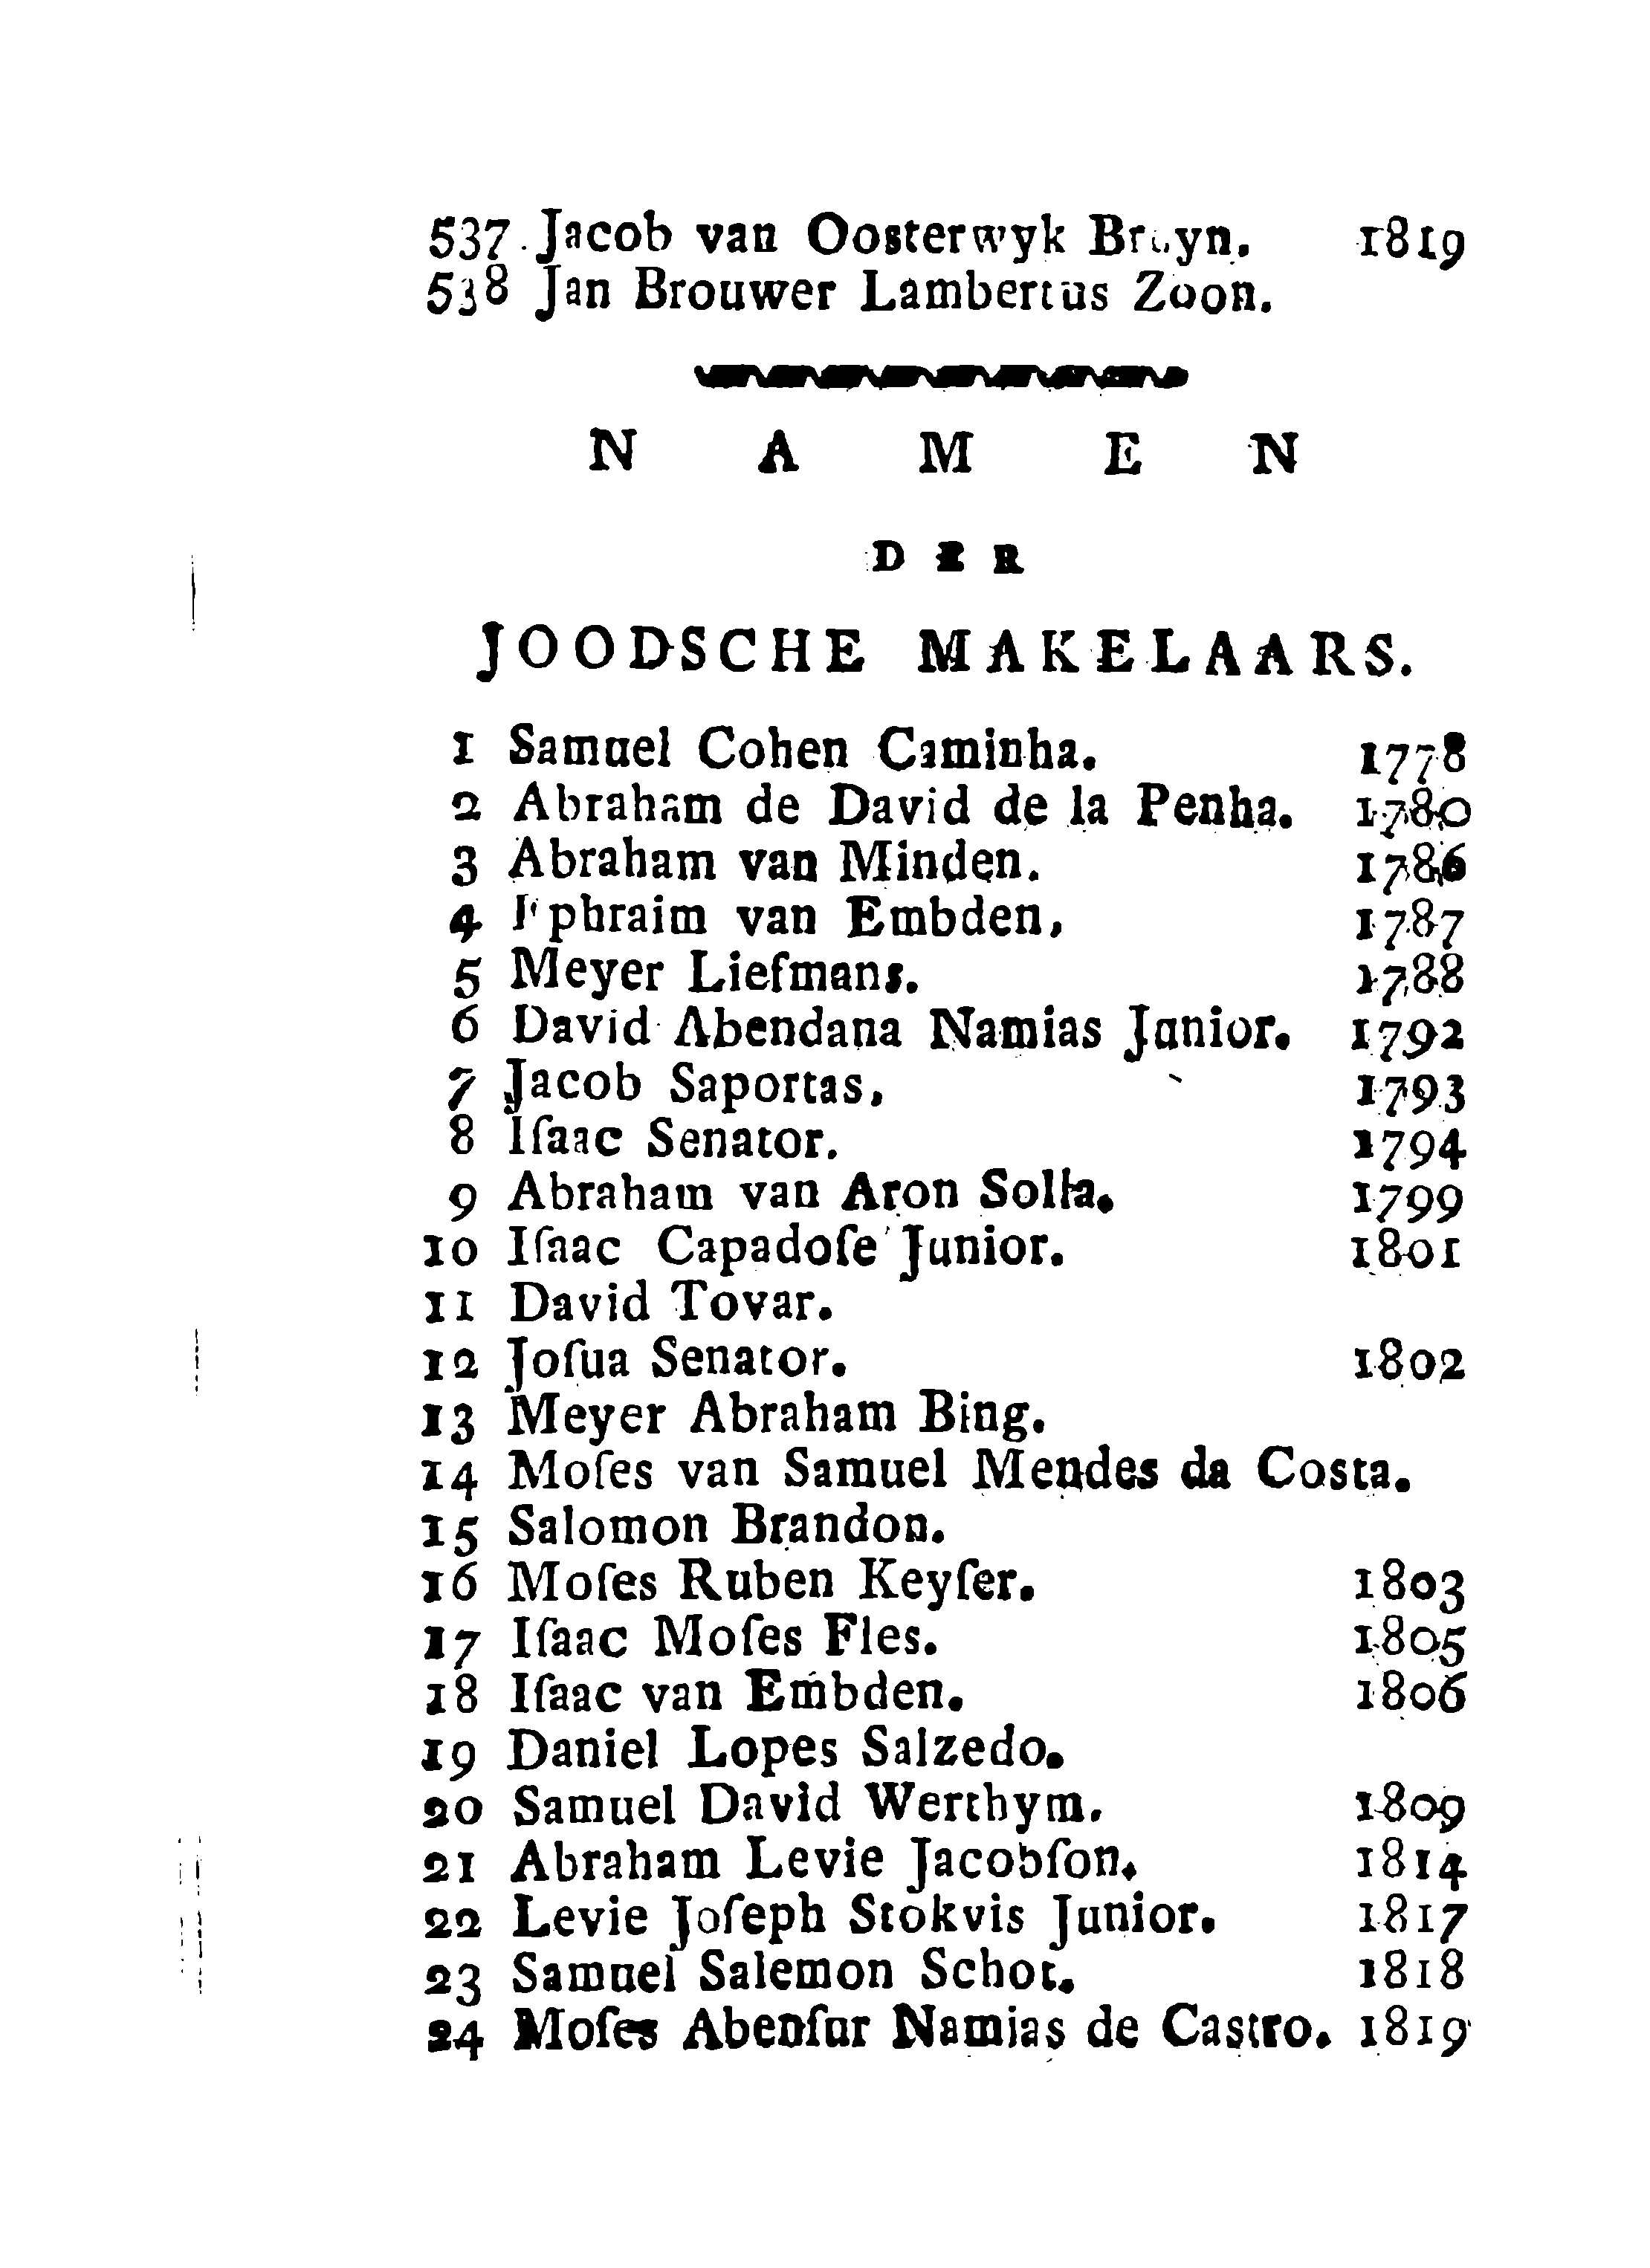 537 Jacob van Oosterwyk Bruyn. 1819
538 Jan Brouwer Lambertus Zoon.
NAMEN
DER
JOODSCHE MAKELAARS.
1 Samuel Cohen Caminha. 1778
2 Abraham de David de la Penha. 1780
3 Abraham van Minden. 1786
4 Ephraim van Embden. 1787
5 Meyer Liefmans. 1788
6 David Abendana Namias Junior. 1792
7 Jacob Saportas. 1793
8 Iſaac Senator. 1794
9 Abraham van Aron Solla. 1799
10 Iſaac Capadoſe Junior. 1801
11 David Tovar.
12 Joſua Senator. 1802
13 Meyer Abraham Bing.
14 Moſes van Samuel Mendes da Costa.
15 Salomon Brandon.
16 Moſes Ruben Keyſer. 1803
17 Iſaac Moſes Fles. 1805
18 Iſaac van Embden. 1806
19 Daniel Lopes Salzedo.
20 Samuel David Werthym. 1809
21 Abraham Levie Jacobſon. 1814
22 Levie Joſeph Stokvis Junior. 1817
23 Samuel Salemon Schot. 1818
24 Moſes Abenſur Namias de Castro. 1819